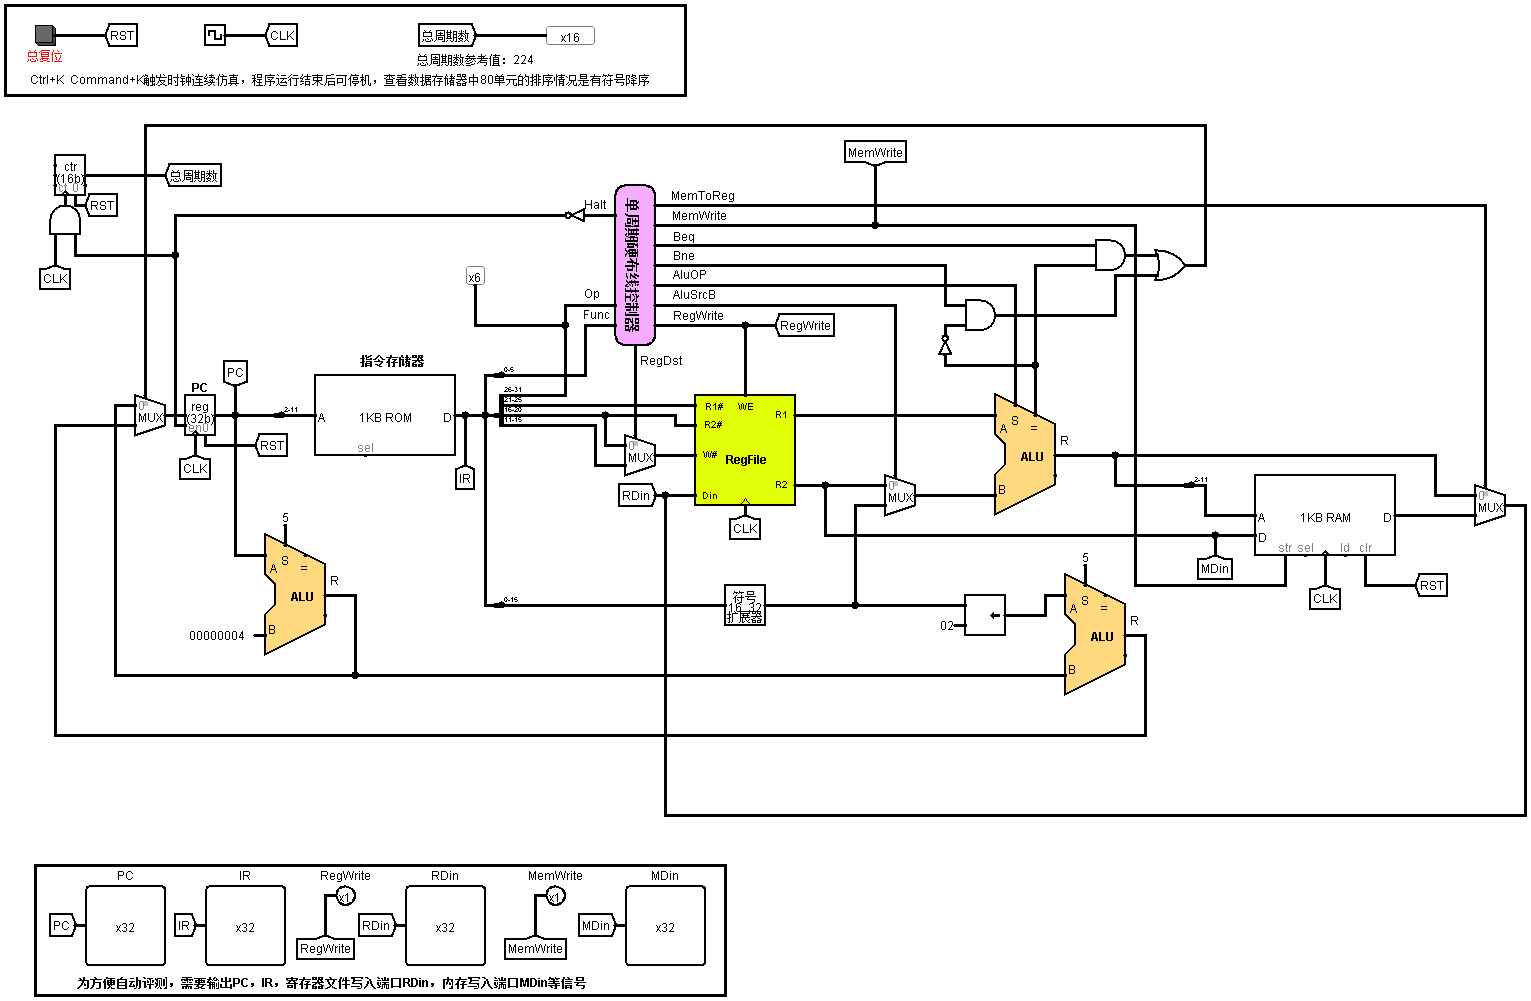 RST
CLK
总周期数
x16
总复位
总周期数参考值：224
Ctrl+K Command+K触发时钟连续仿真，程序运行结束后可停机，查看数据存储器中80单元的排序情况是有符号降序
ctr
(16b)
ct 0
总周期数
RST
CLK
MemWrite
Halt
单周期硬布线控制器
MemToReg
MemWrite
Beq
Bne
AluOP
AluSrcB
RegWrite
RegWrite
x6
Op
Func
RegDst
指令存储器
PC
PC
reg
(32b)
en0
MUX
RST
CLK
2-11
A
1KB ROM
D
sel
IR
0-5
26-31
21-25
16-20
11-15
MUX
R1#
WE
R1
R2#
W#
RegFile
R2
RDin
Din
CLK
MUX
A
S
=
ALU
R
B
2-11
A
1KB RAM
D
D
str sel
ld
clr
MUX
MDin
CLK
RST
5
A
S
=
ALU
R
B
00000004
0-15
符号
16_32
扩展器
02
5
A
S
=
ALU
R
B
PC
IR
RegWrite
RDin
MemWrite
MDin
PC
x32
IR
x32
x1
RegWrite
RDin
x32
x1
MemWrite
MDin
x32
为方便自动评测，需要输出PC，IR，寄存器文件写入端口RDin，内存写入端口MDin等信号